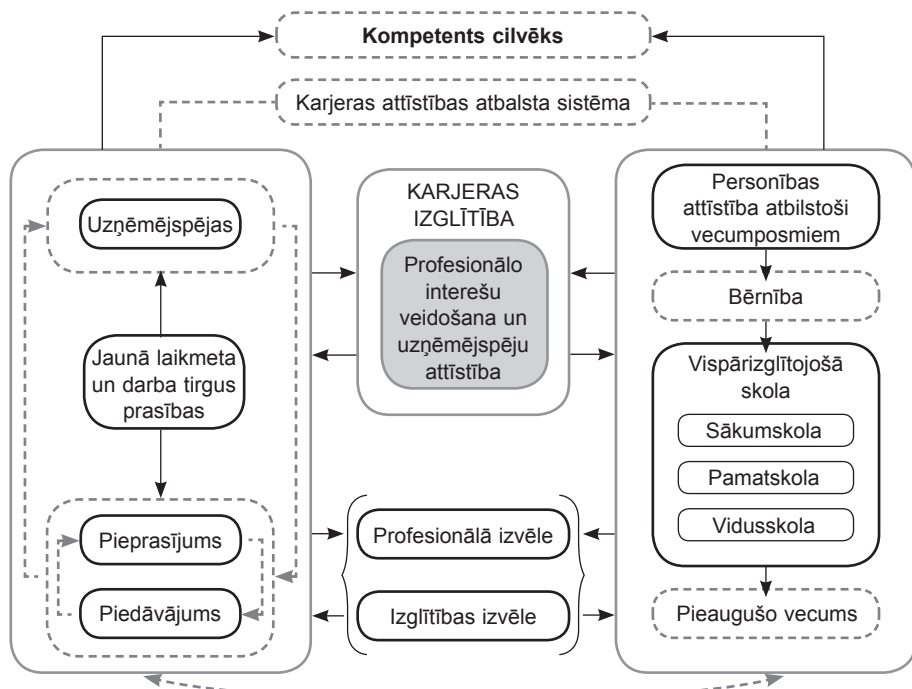 Kompetents cilvēks
Karjeras attīstības atbalsta sistēma
Uzņēmējspējas
Jaunā laikmeta
un darba tirgus
prasības
Pieprasījums
Piedāvājums
KARJERAS
IZGLĪTĪBA
Profesionālo
interešu
veidošana un
uzņēmējspēju
attīstība
Profesionālā izvēle
Izglītības izvēle
Personības
attīstība atbilstoši
vecumposmiem
Bērnība
Vispārizglītojošā
skola
Sākumskola
Pamatskola
Vidusskola
Pieaugušo vecums